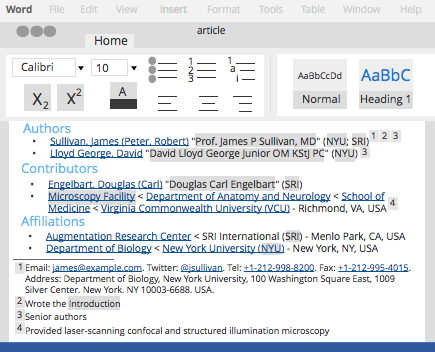 Word File Edit View Insert Format Tools Table Window Help
article
Home
Calibri 10
1
2
3
1
a
i
X2 X2 A
AaBbCcDd AaBbC
Normal Heading 1
Authors
• Sullivan, James (Peter, Robert) "Prof. James P Sullivan, MD" (NYU; SRI) 1 2 3
• Lloyd George, David "David Lloyd George Junior OM KStJ PC" (NYU) 3
Contributors
• Engelbart, Douglas (Carl) "Douglas Carl Engelbart" (SRI)
• Microscopy Facility < Department of Anatomy and Neurology < School of
Medicine < Virginia Commonwealth University (VCU) - Richmond, VA, USA 4
Affiliations
• Augmentation Research Center < SRI International (SRI) - Menlo Park, CA, USA
• Department of Biology < New York University (NYU) - New York, NY, USA
1 Email: james@example.com. Twitter: @jsullivan. Tel: +1-212-998-8200. Fax: +1-212-995-4015.
Address: Department of Biology, New York University, 100 Washington Square East, 1009
Silver Center. New York. NY 10003-6688. USA.
2 Wrote the Introduction
3 Senior authors
4 Provided laser-scanning confocal and structured illumination microscopy